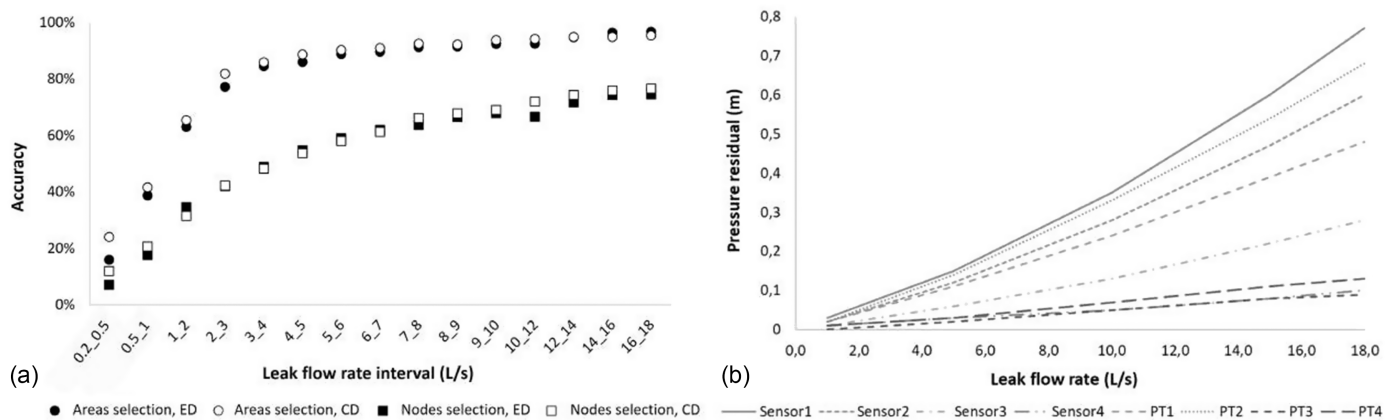 100%
80%
60%
40%
20%
0%
Accuracy
0.2_0.5
0.5_1
1_2
2_3
3_4
4_5
5_6
6_7
7_8
8_9
9_10
10_12
12_14
14_16
16_18
(a)
Leak flow rate interval (L/s)
Areas selection, ED
Areas selection, CD
Nodes selection, ED
Nodes selection, CD
0,8
0,7
0,6
0,5
0,4
0,3
0,2
0,1
0
Pressure residual (m)
0,0 2,0 4,0 6,0 8,0 10,0 12,0 14,0 16,0 18,0
(b)
Leak flow rate (L/s)
Sensor1
Sensor2
Sensor3
Sensor4
PT1
PT2
PT3
PT4